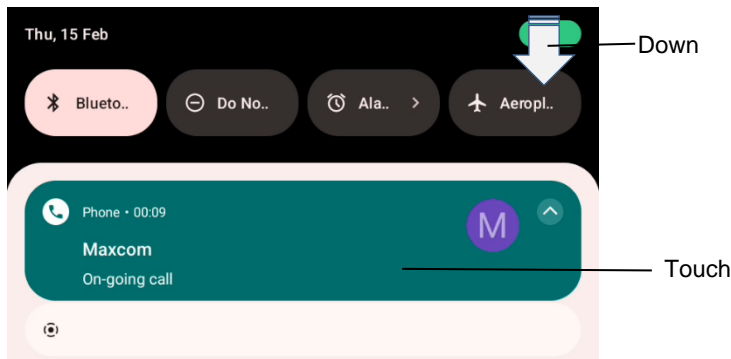 Thu, 15 Feb
Down
Blueto..
Do No..
Ala..
Aeropl..
Phone • 00:09
M
Maxcom
On-going call
Touch